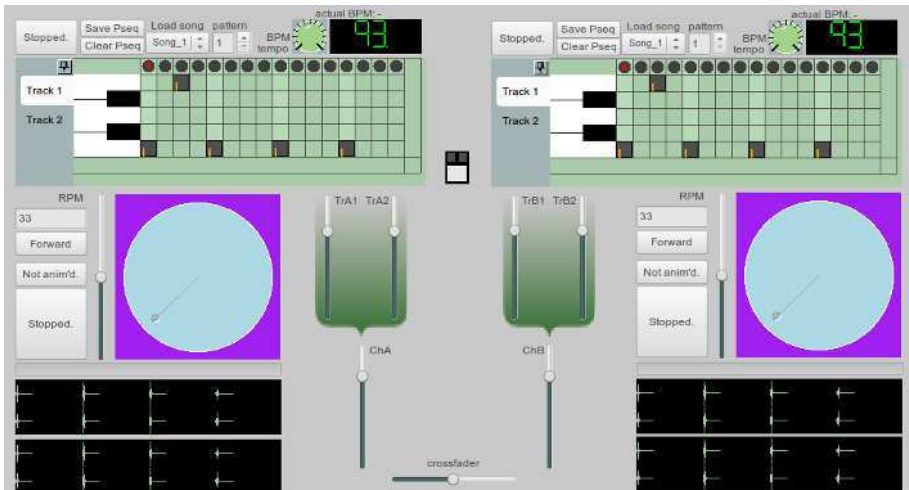 actual BPM: -
Stopped.
Save Pseq
Clear Pseq
Load song
Song_1
pattern
1
BPM
tempo
93
Track 1
Track 2
RPM
33
Forward
Not anim'd.
Stopped.
TrA1 TrA2
ChA
crossfader
actual BPM: -
Stopped.
Save Pseq
Clear Pseq
Load song
Song_1
pattern
1
BPM
tempo
93
Track 1
Track 2
TrB1 TrB2
ChB
RPM
33
Forward
Not anim'd.
Stopped.